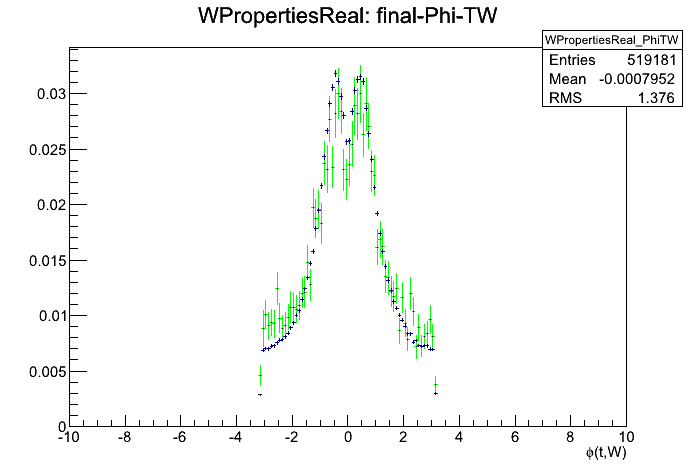 WPropertiesReal: final-Phi-TW
WPropertiesReal_PhiTW
Entries 519181
Mean -0.0007952
RMS 1.376
0.03
0.025
0.02
0.015
0.01
0.005
0
-10 -8 -6 -4 -2 0 2 4 6 8 10
ϕ(t,W)